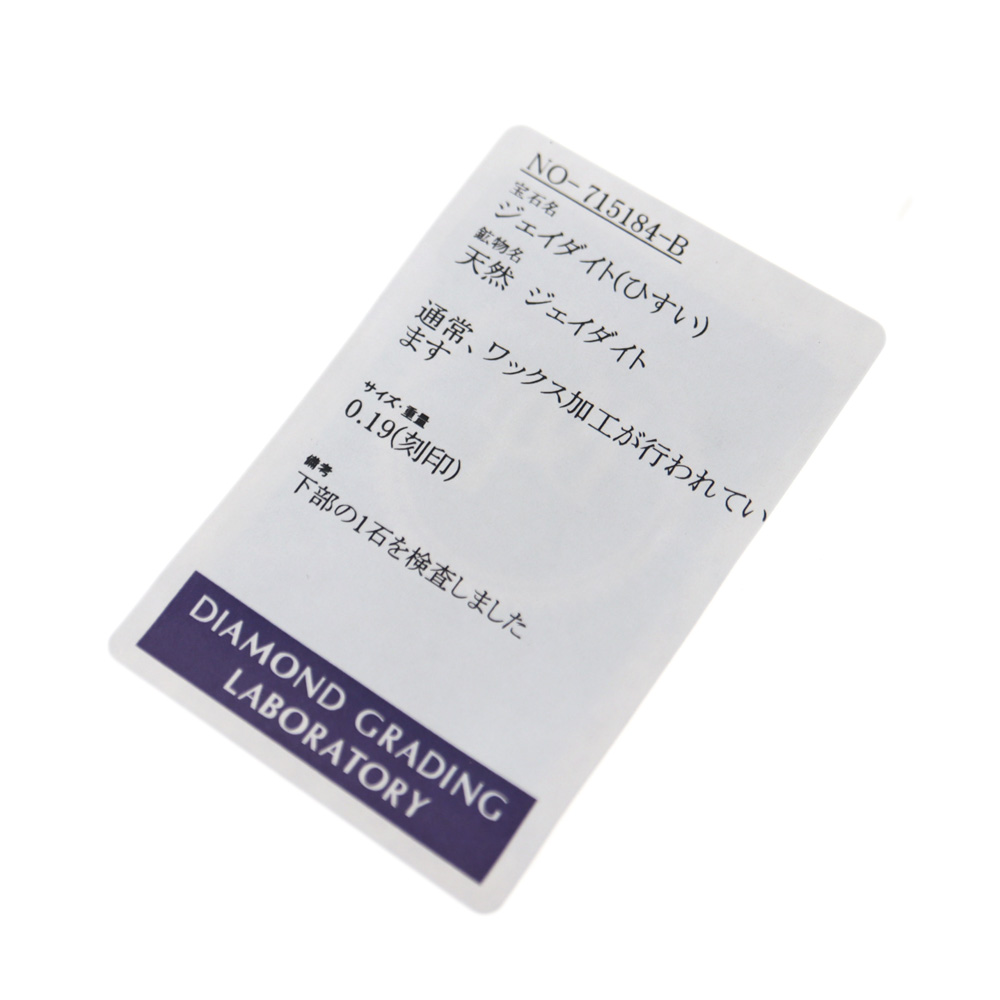 NO-715184-B
宝石名
ジェイダイト(ひすい)
鉱物名
天然 ジェイダイト
通常、ワックス加工が行われてい
ます
サイズ・重量
0.19(刻印)
備考
下部の1石を検査しました
DIAMOND GRADING
LABORATORY